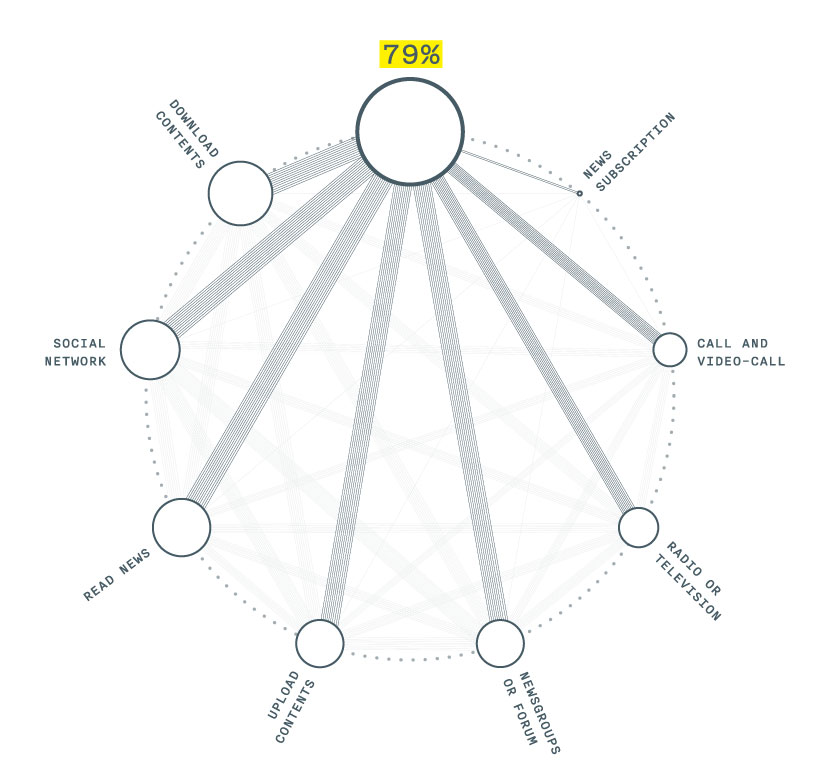 79%
DOWNLOAD
CONTENTS
NEWS
SUBSCRIPTION
SOCIAL
NETWORK
CALL AND
VIDEO-CALL
READ NEWS
RADIO OR
TELEVISION
UPLOAD
CONTENTS
NEWSGROUPS
OR FORUM